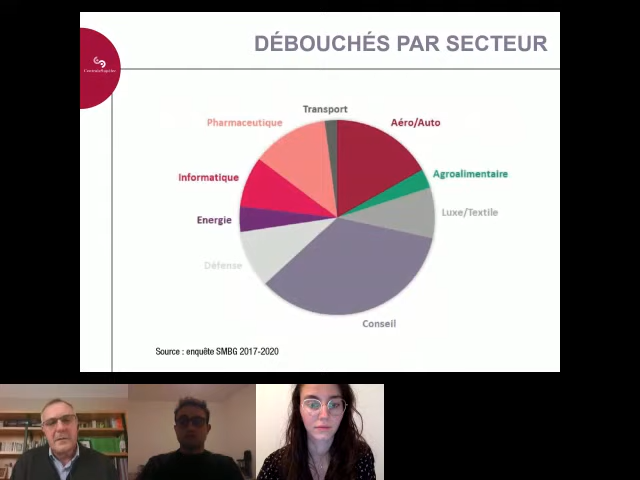 DÉBOUCHÉS PAR SECTEUR
CentraleSupélec
Transport
Pharmaceutique
Aéro/Auto
Informatique
Agroalimentaire
Energie
Luxe/Textile
Défense
Conseil
Source : enquête SMBG 2017-2020